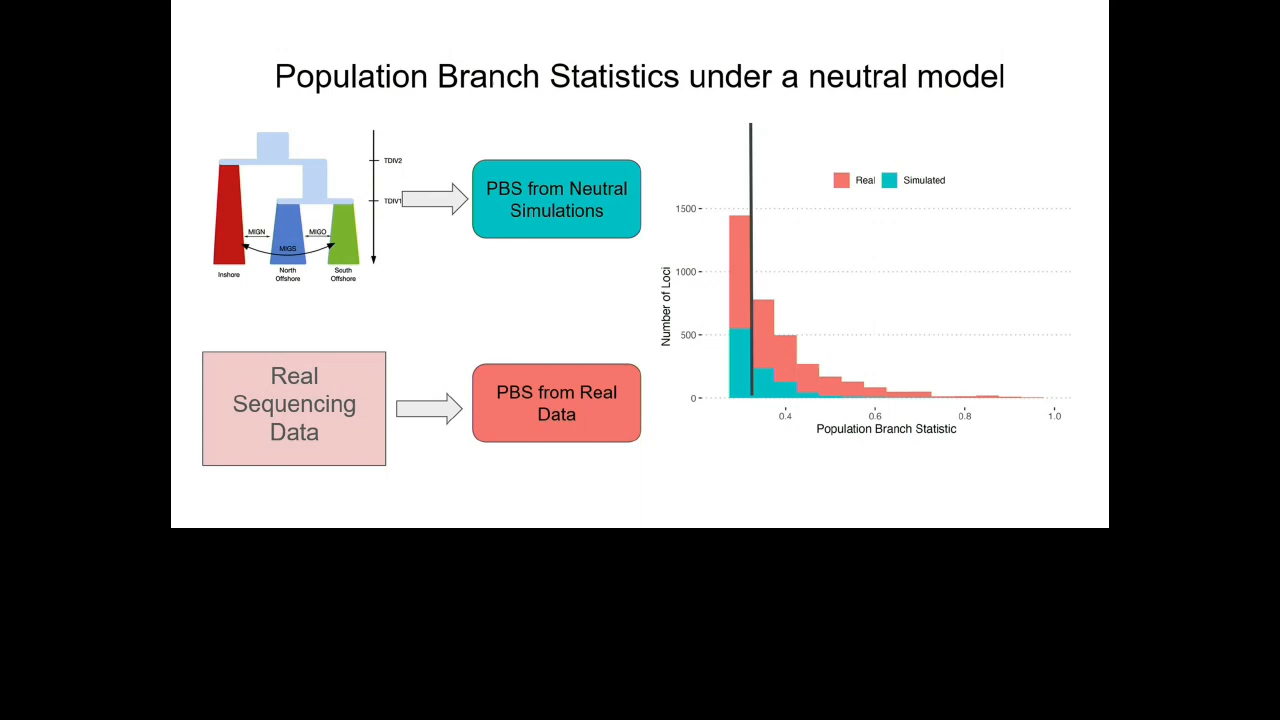 Population Branch Statistics under a neutral model
TDIV2
TDIV1
MIGN
MIGO
MIGS
Inshore
North
Offshore
South
Offshore
PBS from Neutral
Simulations
Real
Sequencing
Data
PBS from Real
Data
Real Simulated
Number of Loci
1500
1000
500
0
0.4 0.6 0.8 1.0
Population Branch Statistic